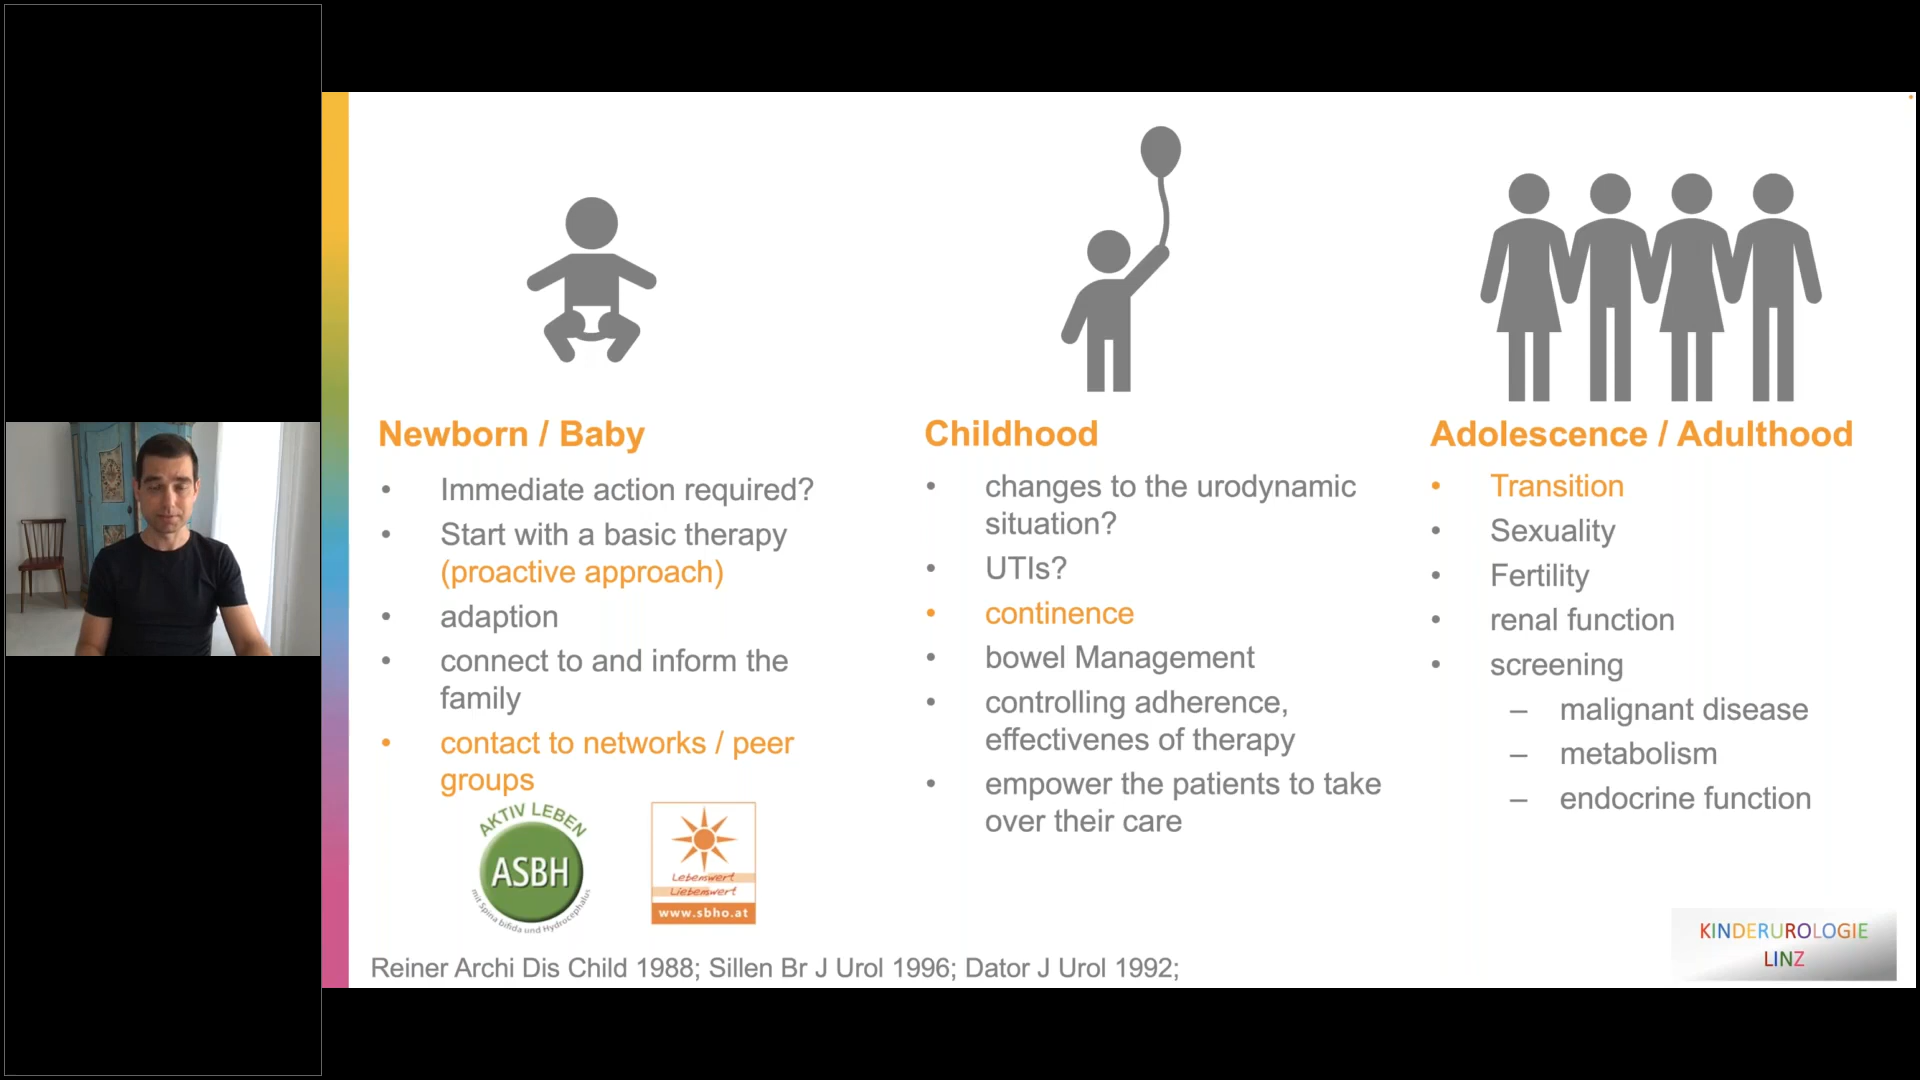 Newborn / Baby
• Immediate action required?
• Start with a basic therapy
(proactive approach)
• adaption
• connect to and inform the
family
• contact to networks / peer
groups
AKTIV LEBEN
ASBH
mit Spina bifida und Hydrocephalus
Lebenswert
Liebenswert
www.sbho.at
Childhood
• changes to the urodynamic
situation?
• UTIs?
• continence
• bowel Management
• controlling adherence,
effectivenes of therapy
• empower the patients to take
over their care
Adolescence / Adulthood
• Transition
• Sexuality
• Fertility
• renal function
• screening
– malignant disease
– metabolism
– endocrine function
Reiner Archi Dis Child 1988; Sillen Br J Urol 1996; Dator J Urol 1992;
KINDERUROLOGIE
LINZ